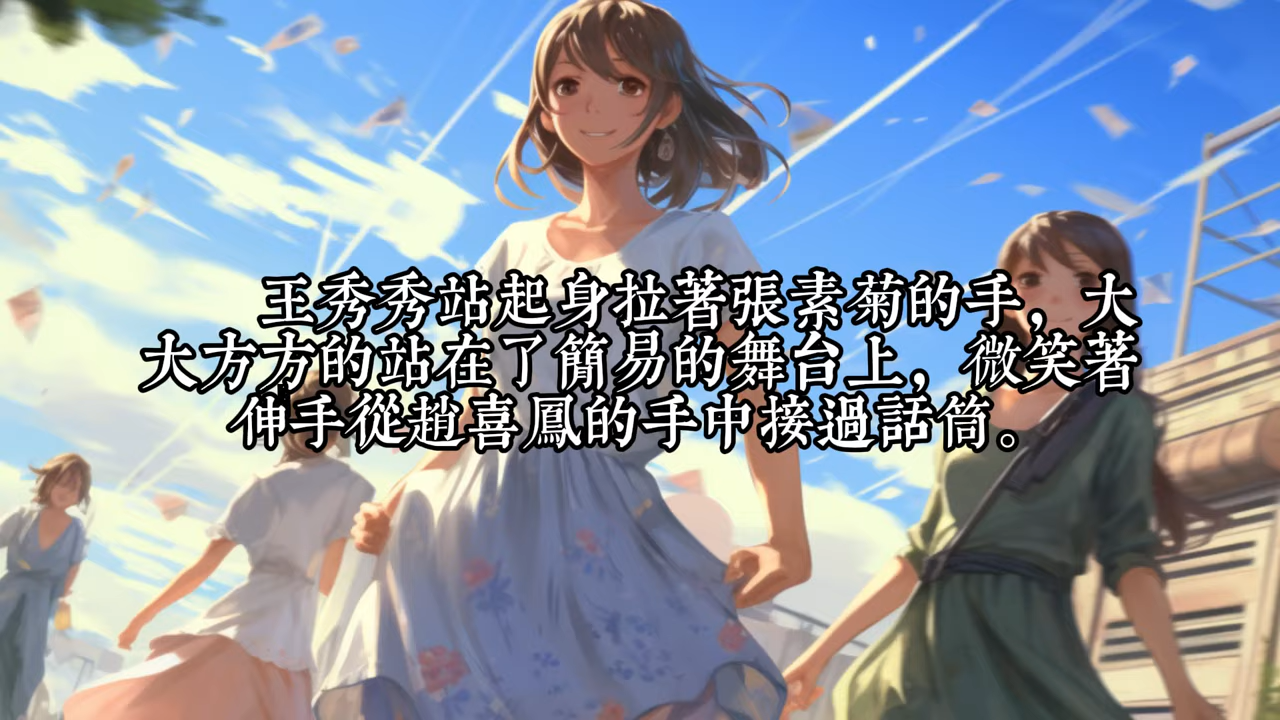 王秀秀站起身拉著張素菊的手，大
大方方的站在了簡易的舞台上，微笑著
伸手從趙喜鳳的手中接過話筒。